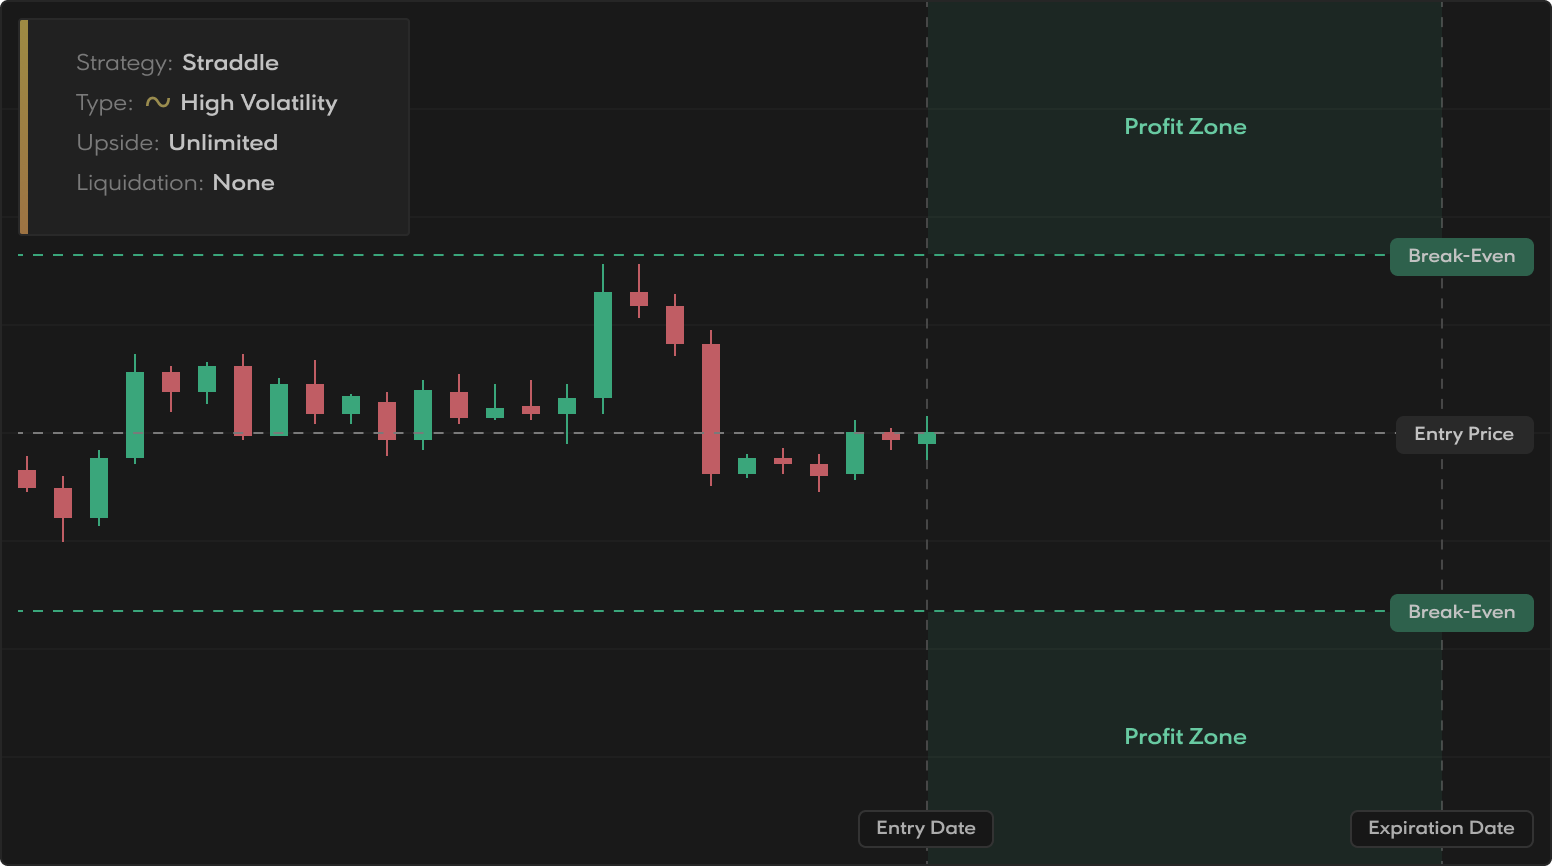 Strategy: Straddle
Type: High Volatility
Upside: Unlimited
Liquidation: None
Profit Zone
Break-Even
Entry Price
Break-Even
Profit Zone
Entry Date
Expiration Date